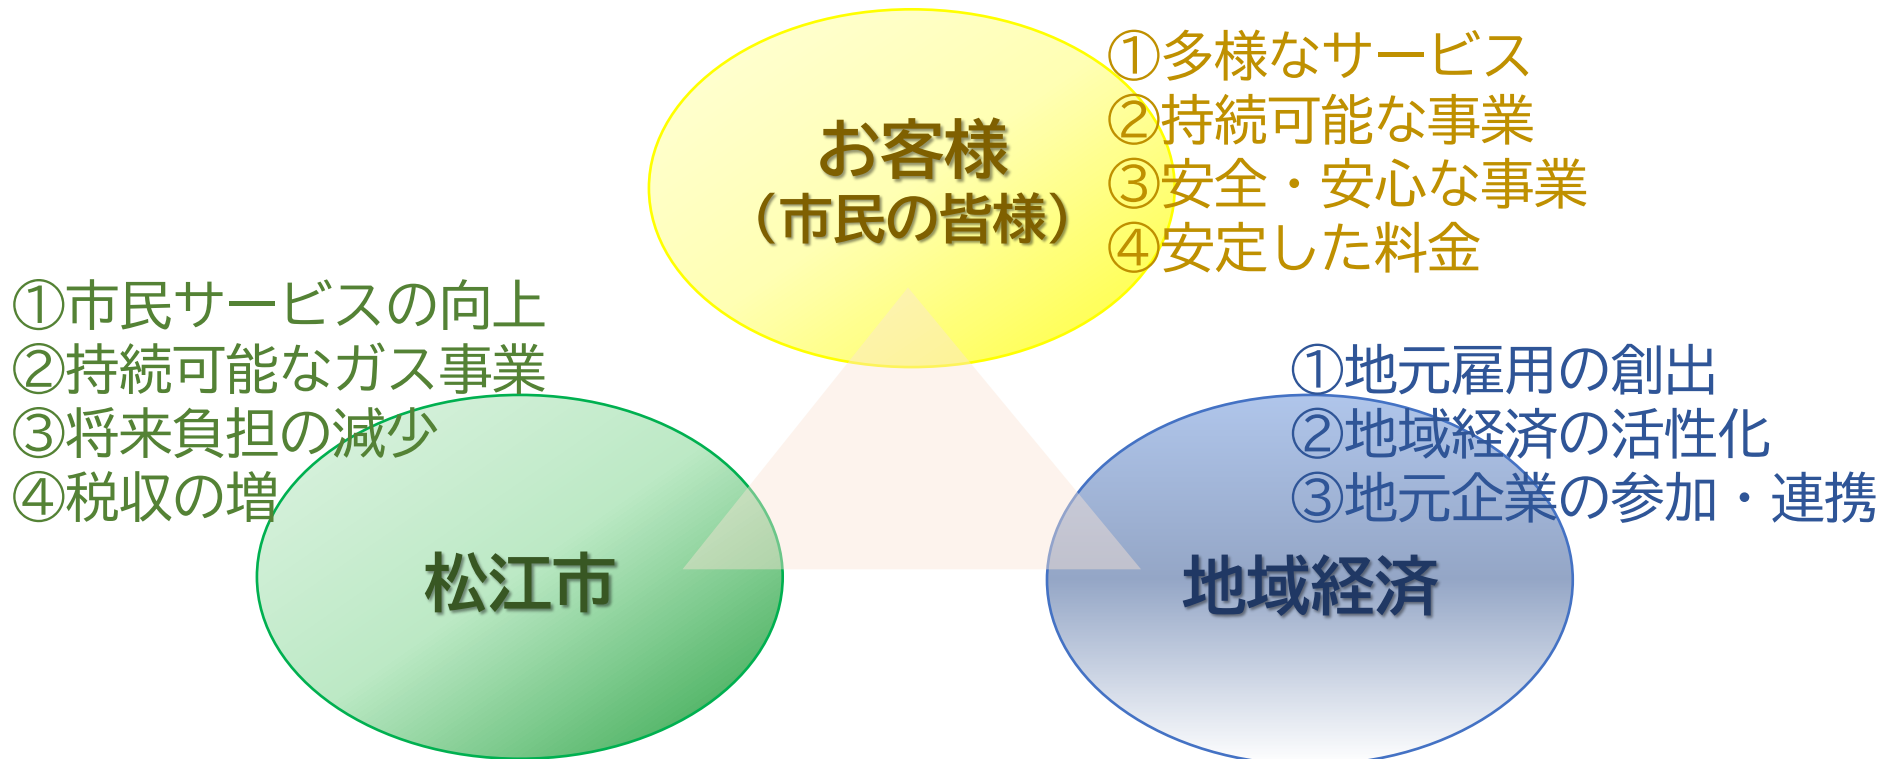 お客様
（市民の皆様）
①多様なサービス
②持続可能な事業
③安全・安心な事業
④安定した料金
①市民サービスの向上
②持続可能なガス事業
③将来負担の減少
④税収の増
松江市
①地元雇用の創出
②地域経済の活性化
③地元企業の参加・連携
地域経済